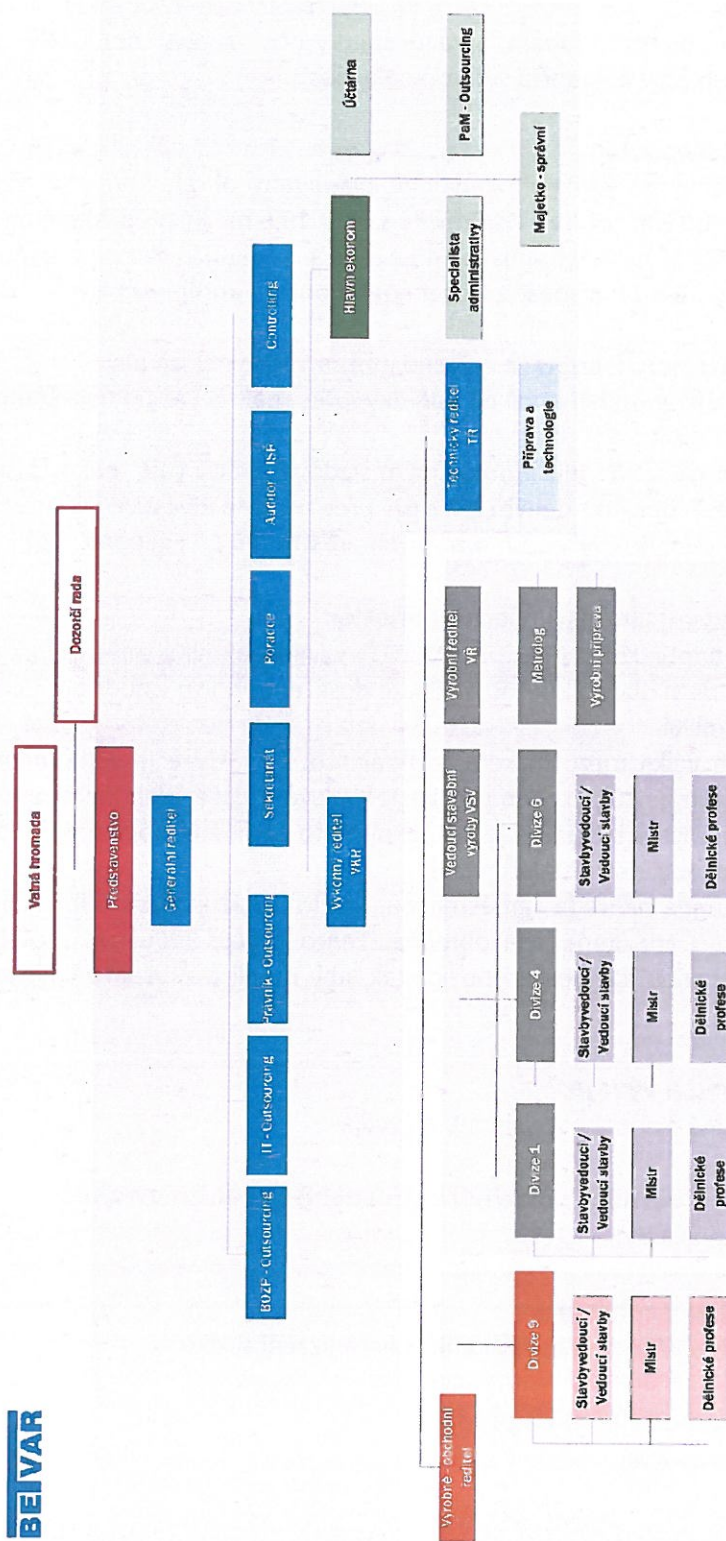 BETVAR
Valná hromada
Dozorčí rada
Představenstvo
Generální ředitel
BOZP - Outsourcing
IT - Outsourcing
Právník - Outsourcing
Sekretariát
Poradce
Auditor + ISŘ
Controlling
Výkonný ředitel
VKR
Hlavní ekonom
Účtárna
Specialista
administrativy
PaM - Outsourcing
Majetko - správní
Výrobně - obchodní
ředitel
Vedoucí stavební
výroby VSV
Výrobní ředitel
VŘ
Technický ředitel
TŘ
Divize 9
Divize 1
Divize 4
Divize 6
Metrolog
Příprava a
technologie
Stavbyvedoucí /
Vedoucí stavby
Stavbyvedoucí /
Vedoucí stavby
Stavbyvedoucí /
Vedoucí stavby
Stavbyvedoucí /
Vedoucí stavby
Výrobní příprava
Mistr
Mistr
Mistr
Mistr
Dělnické profese
Dělnické
profese
Dělnické
profese
Dělnické profese